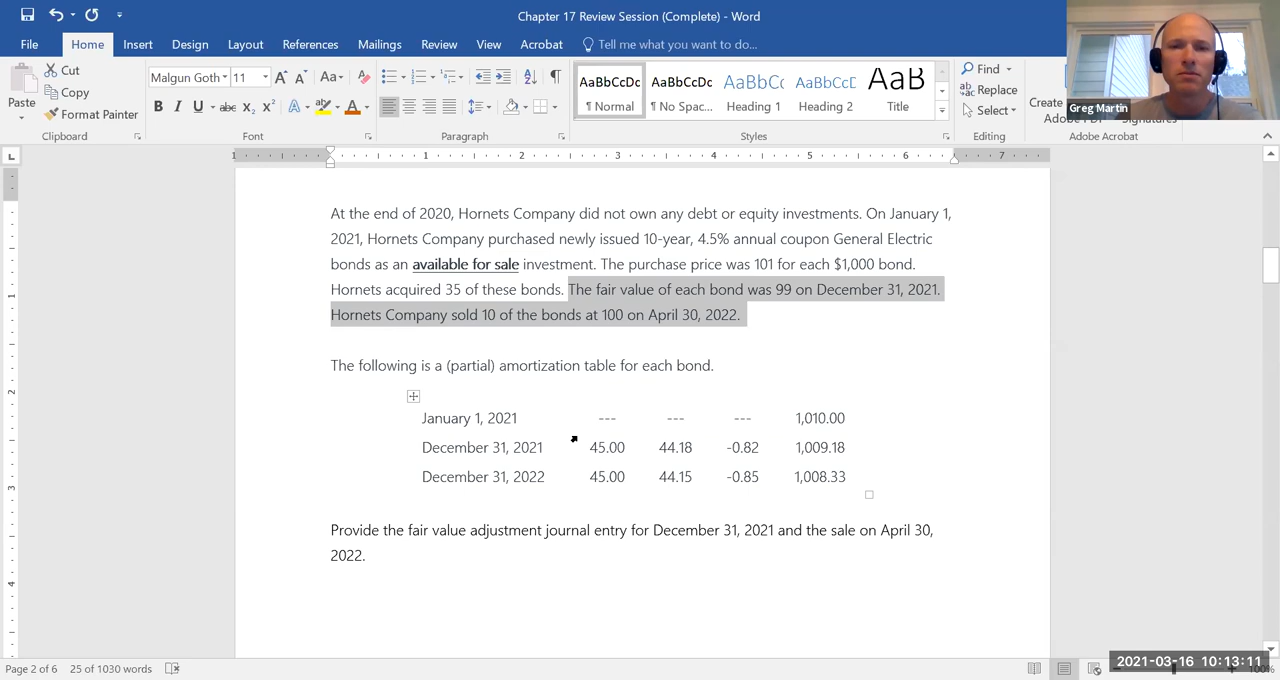 Chapter 17 Review Session (Complete) - Word
File Home Insert Design Layout References Mailings Review View Acrobat Tell me what you want to do...
Paste
Cut
Copy
Format Painter
Clipboard
Malgun Goth 11
Font
Paragraph
AaBbCcDc AaBbCcDc AaBbCc AaBbCcD AaB
¶ Normal ¶ No Spac... Heading 1 Heading 2 Title
Styles
Find
Replace
Select
Editing
Create
Adobe Acrobat
Greg Martin
At the end of 2020, Hornets Company did not own any debt or equity investments. On January 1,
2021, Hornets Company purchased newly issued 10-year, 4.5% annual coupon General Electric
bonds as an available for sale investment. The purchase price was 101 for each $1,000 bond.
Hornets acquired 35 of these bonds. The fair value of each bond was 99 on December 31, 2021.
Hornets Company sold 10 of the bonds at 100 on April 30, 2022.
The following is a (partial) amortization table for each bond.
January 1, 2021 --- --- --- 1,010.00
December 31, 2021 45.00 44.18 -0.82 1,009.18
December 31, 2022 45.00 44.15 -0.85 1,008.33
Provide the fair value adjustment journal entry for December 31, 2021 and the sale on April 30,
2022.
Page 2 of 6 25 of 1030 words
2021-03-16 10:13:11